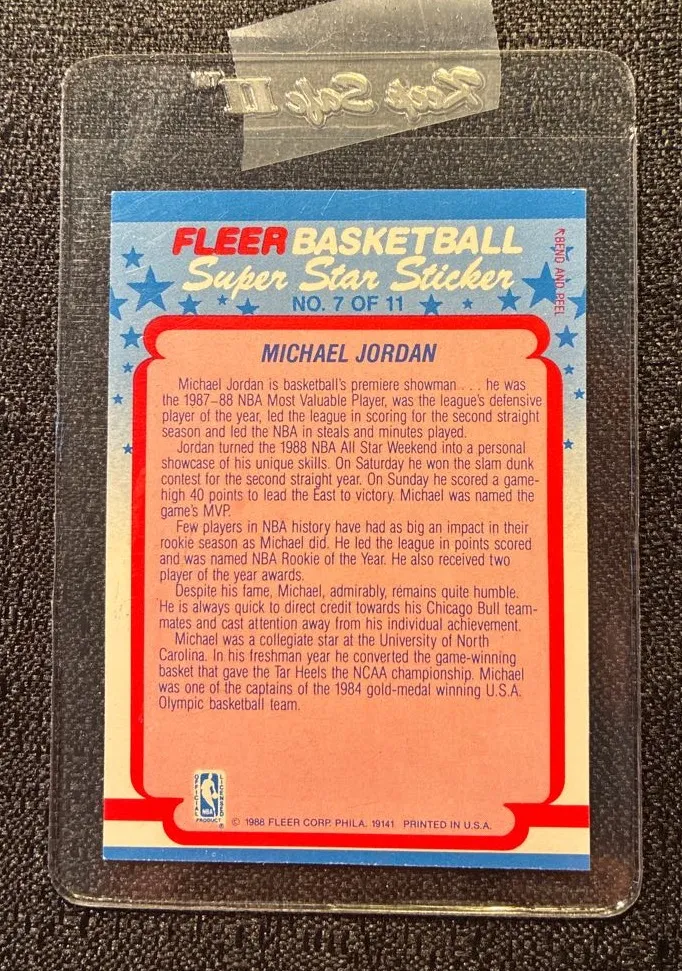 Keep Safe II
FLEER BASKETBALL
Super Star Sticker
NO. 7 OF 11
BEND AND PEEL
MICHAEL JORDAN
Michael Jordan is basketball's premiere showman . . . he was
the 1987–88 NBA Most Valuable Player, was the league's defensive
player of the year, led the league in scoring for the second straight
season and led the NBA in steals and minutes played.
Jordan turned the 1988 NBA All Star Weekend into a personal
showcase of his unique skills. On Saturday he won the slam dunk
contest for the second straight year. On Sunday he scored a game-
high 40 points to lead the East to victory. Michael was named the
game's MVP.
Few players in NBA history have had as big an impact in their
rookie season as Michael did. He led the league in points scored
and was named NBA Rookie of the Year. He also received two
player of the year awards.
Despite his fame, Michael, admirably, remains quite humble.
He is always quick to direct credit towards his Chicago Bull team-
mates and cast attention away from his individual achievement.
Michael was a collegiate star at the University of North
Carolina. In his freshman year he converted the game-winning
basket that gave the Tar Heels the NCAA championship. Michael
was one of the captains of the 1984 gold-medal winning U.S.A.
Olympic basketball team.
OFFICIAL LICENSED
NBA
PRODUCT ®
© 1988 FLEER CORP. PHILA. 19141 PRINTED IN U.S.A.